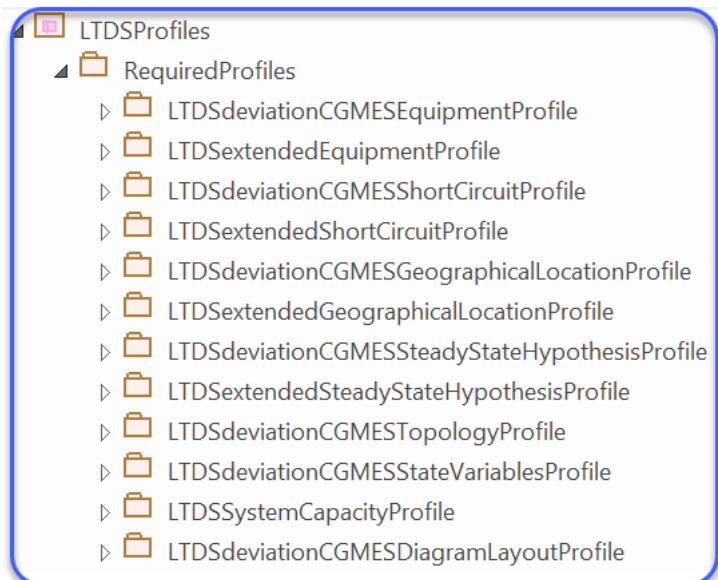 LTDSProfiles
RequiredProfiles
LTDSdeviationCGMESEquipmentProfile
LTDSextendedEquipmentProfile
LTDSdeviationCGMESShortCircuitProfile
LTDSextendedShortCircuitProfile
LTDSdeviationCGMESGeographicalLocationProfile
LTDSextendedGeographicalLocationProfile
LTDSdeviationCGMESSteadyStateHypothesisProfile
LTDSextendedSteadyStateHypothesisProfile
LTDSdeviationCGMESTopologyProfile
LTDSdeviationCGMESStateVariablesProfile
LTDSSystemCapacityProfile
LTDSdeviationCGMESDiagramLayoutProfile